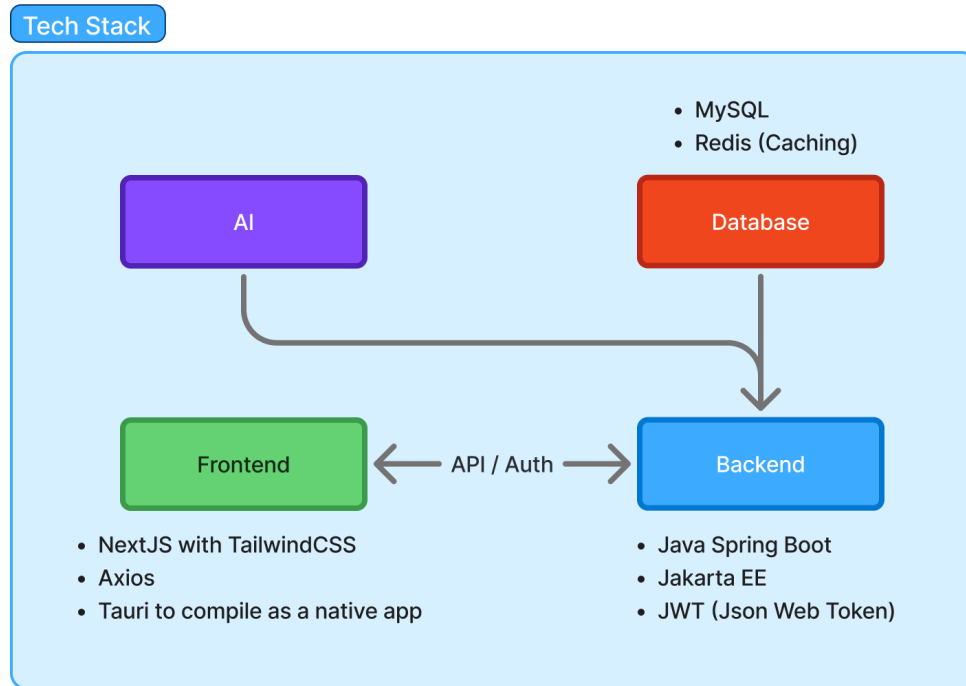 Tech Stack
• MySQL
• Redis (Caching)
AI
Database
Frontend
API / Auth
Backend
• NextJS with TailwindCSS
• Axios
• Tauri to compile as a native app
• Java Spring Boot
• Jakarta EE
• JWT (Json Web Token)